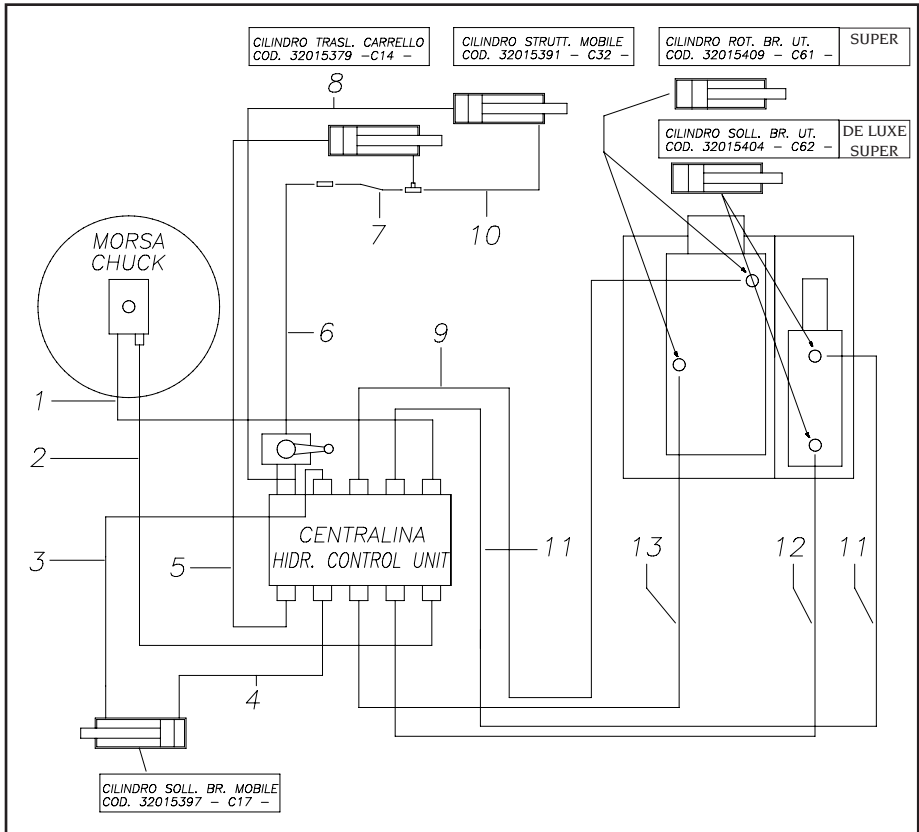 CILINDRO TRASL. CARRELLO
COD. 32015379 -C14 -
CILINDRO STRUTT. MOBILE
COD. 32015391 - C32 -
CILINDRO ROT. BR. UT.
COD. 32015409 - C61 -
SUPER
8
CILINDRO SOLL. BR. UT.
COD. 32015404 - C62 -
DE LUXE
SUPER
7
10
MORSA
CHUCK
6
9
1
2
3
5
CENTRALINA
HIDR. CONTROL UNIT
11
13
12
11
4
CILINDRO SOLL. BR. MOBILE
COD. 32015397 - C17 -